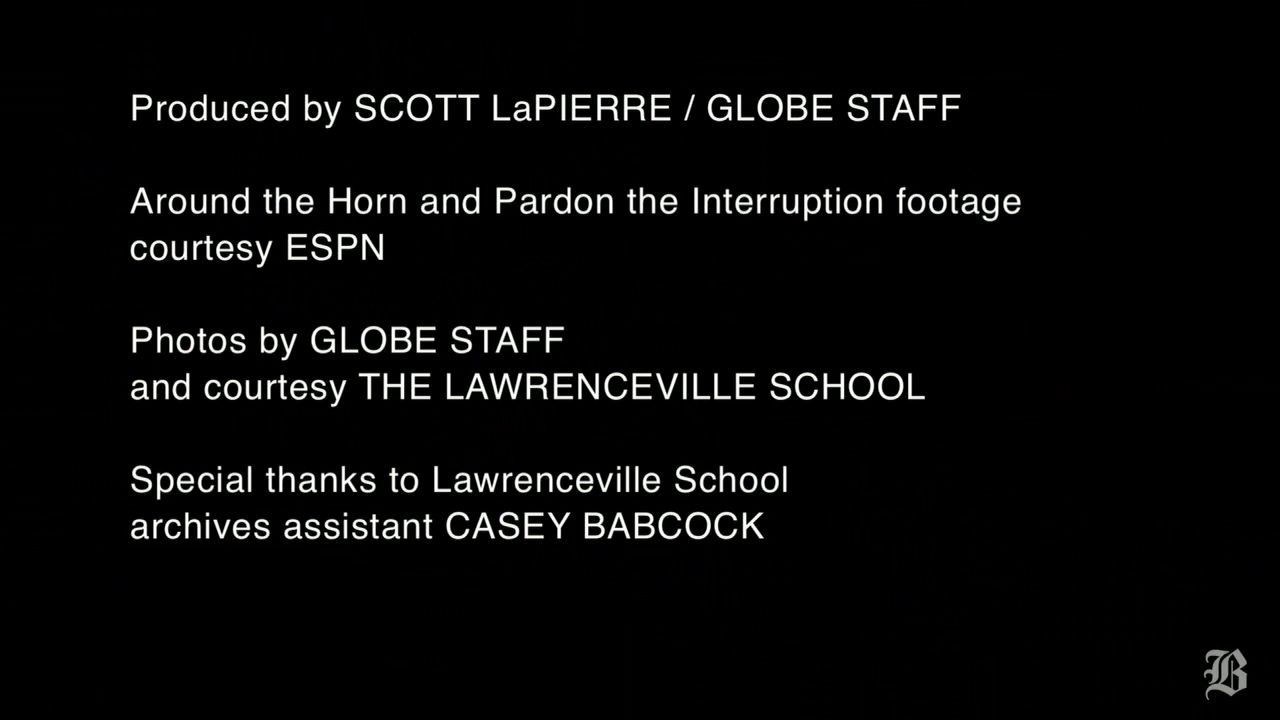 Produced by SCOTT LaPIERRE / GLOBE STAFF
Around the Horn and Pardon the Interruption footage
courtesy ESPN
Photos by GLOBE STAFF
and courtesy THE LAWRENCEVILLE SCHOOL
Special thanks to Lawrenceville School
archives assistant CASEY BABCOCK
B